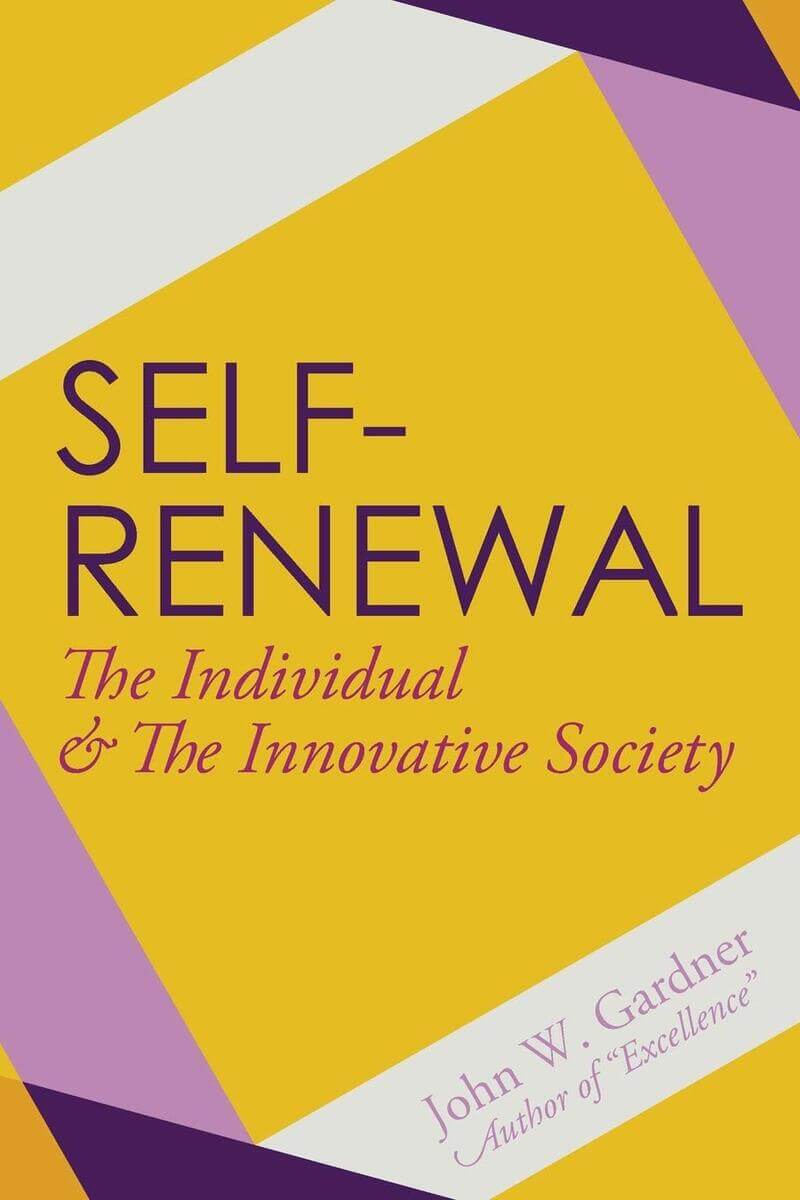 SELF-
RENEWAL
The Individual
& The Innovative Society
John W. Gardner
Author of "Excellence"